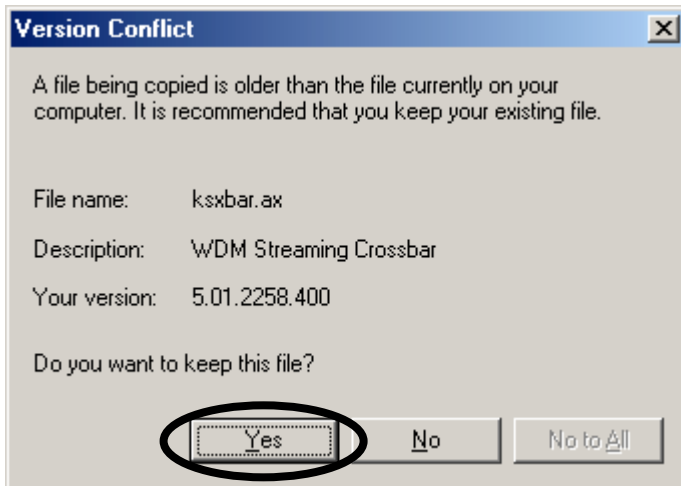 Version Conflict
A file being copied is older than the file currently on your
computer. It is recommended that you keep your existing file.
File name: ksxbar.ax
Description: WDM Streaming Crossbar
Your version: 5.01.2258.400
Do you want to keep this file?
Yes No No to All